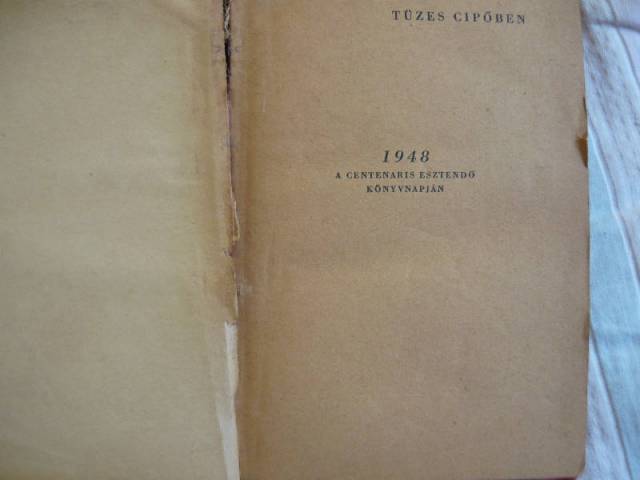 TÜZES CIPŐBEN
1948
A CENTENARIS ESZTENDŐ
KÖNYVNAPJÁN